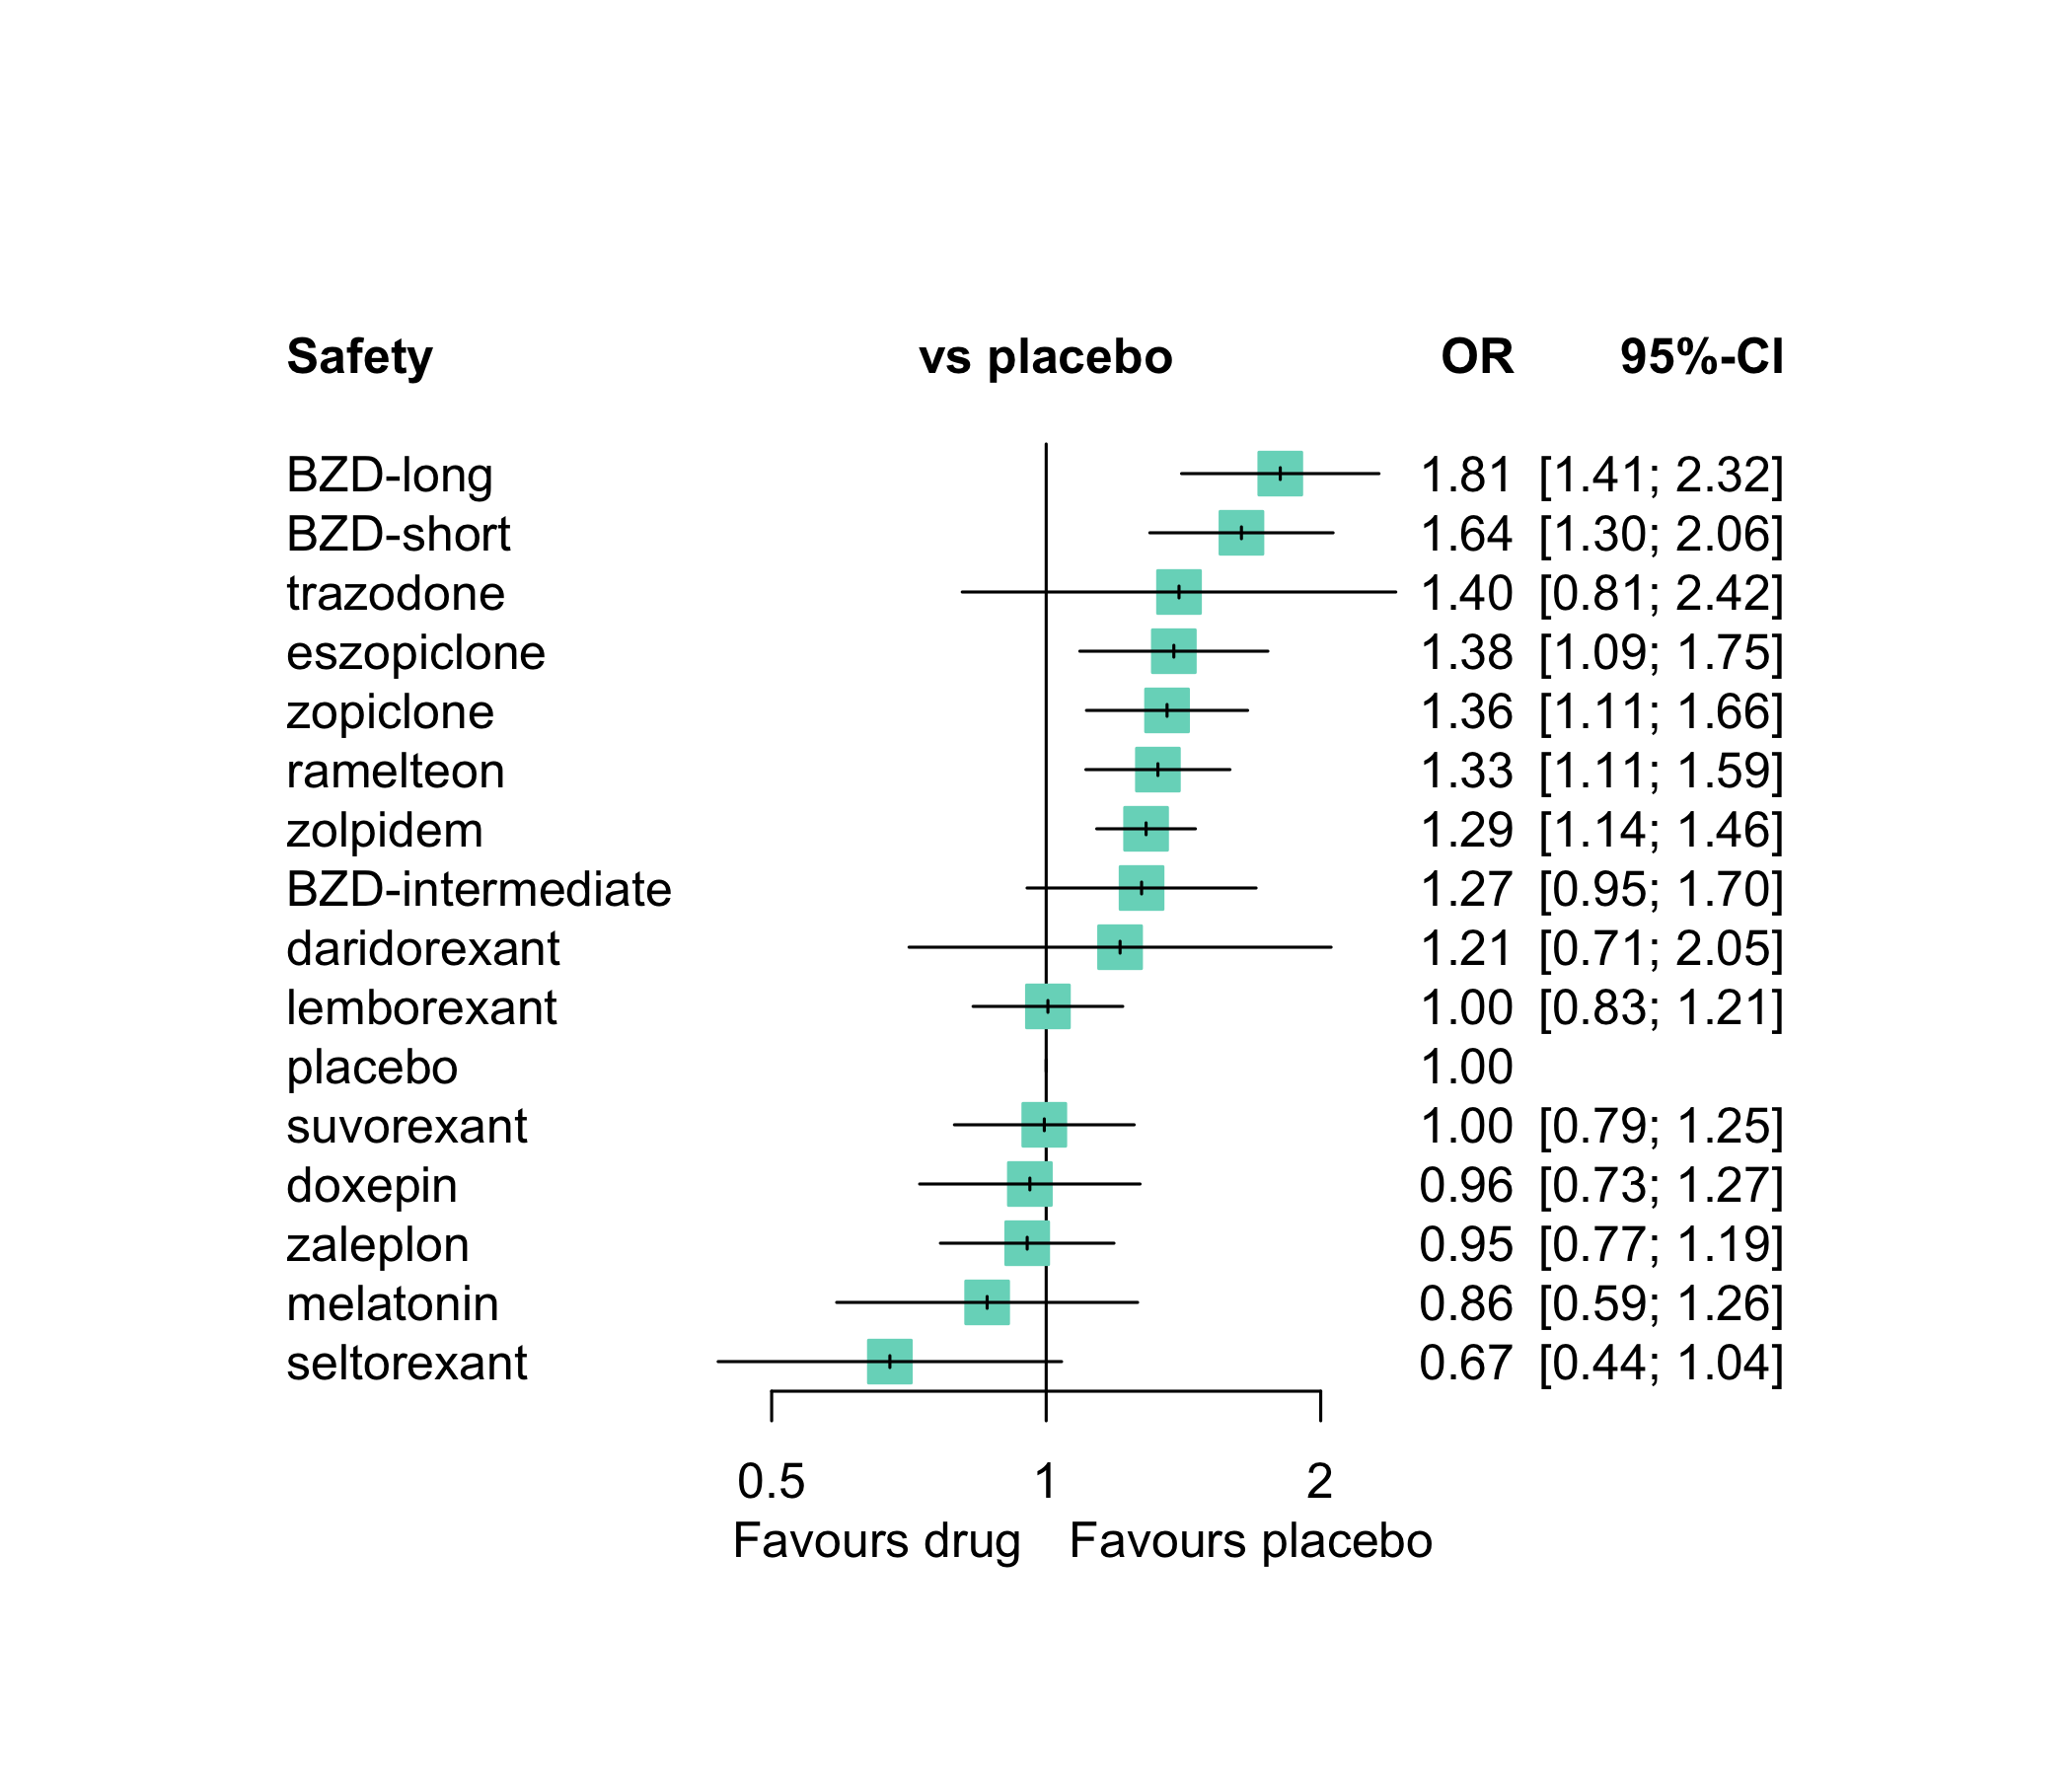 Safety vs placebo OR 95%-CI
BZD-long 1.81 [1.41; 2.32]
BZD-short 1.64 [1.30; 2.06]
trazodone 1.40 [0.81; 2.42]
eszopiclone 1.38 [1.09; 1.75]
zopiclone 1.36 [1.11; 1.66]
ramelteon 1.33 [1.11; 1.59]
zolpidem 1.29 [1.14; 1.46]
BZD-intermediate 1.27 [0.95; 1.70]
daridorexant 1.21 [0.71; 2.05]
lemborexant 1.00 [0.83; 1.21]
placebo 1.00
suvorexant 1.00 [0.79; 1.25]
doxepin 0.96 [0.73; 1.27]
zaleplon 0.95 [0.77; 1.19]
melatonin 0.86 [0.59; 1.26]
seltorexant 0.67 [0.44; 1.04]
0.5 1 2
Favours drug Favours placebo